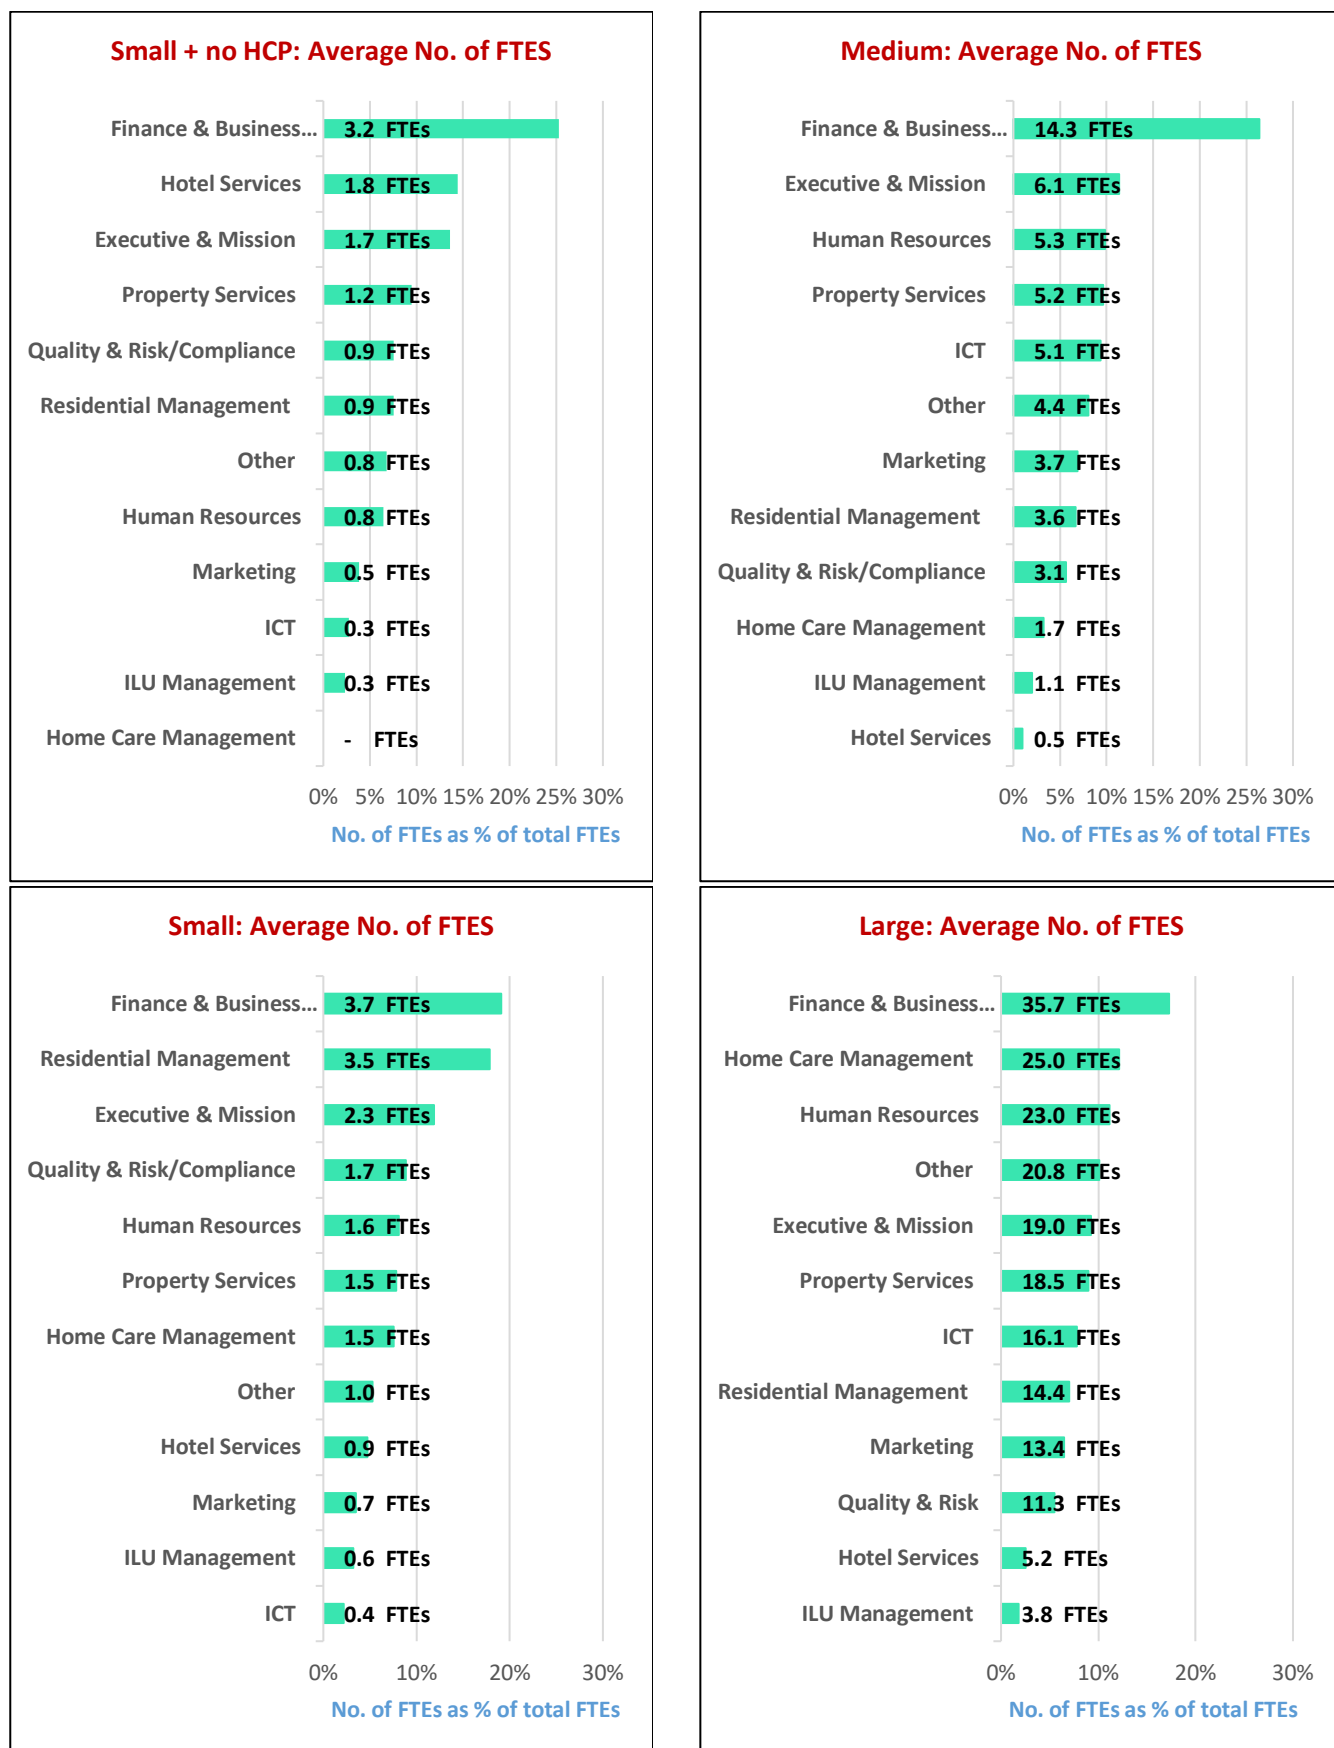 Small + no HCP: Average No. of FTES
Finance & Business... 3.2 FTEs
Hotel Services 1.8 FTEs
Executive & Mission 1.7 FTEs
Property Services 1.2 FTEs
Quality & Risk/Compliance 0.9 FTEs
Residential Management 0.9 FTEs
Other 0.8 FTEs
Human Resources 0.8 FTEs
Marketing 0.5 FTEs
ICT 0.3 FTEs
ILU Management 0.3 FTEs
Home Care Management - FTEs
0% 5% 10% 15% 20% 25% 30%
No. of FTEs as % of total FTEs
Medium: Average No. of FTES
Finance & Business... 14.3 FTEs
Executive & Mission 6.1 FTEs
Human Resources 5.3 FTEs
Property Services 5.2 FTEs
ICT 5.1 FTEs
Other 4.4 FTEs
Marketing 3.7 FTEs
Residential Management 3.6 FTEs
Quality & Risk/Compliance 3.1 FTEs
Home Care Management 1.7 FTEs
ILU Management 1.1 FTEs
Hotel Services 0.5 FTEs
0% 5% 10% 15% 20% 25% 30%
No. of FTEs as % of total FTEs
Small: Average No. of FTES
Finance & Business... 3.7 FTEs
Residential Management 3.5 FTEs
Executive & Mission 2.3 FTEs
Quality & Risk/Compliance 1.7 FTEs
Human Resources 1.6 FTEs
Property Services 1.5 FTEs
Home Care Management 1.5 FTEs
Other 1.0 FTEs
Hotel Services 0.9 FTEs
Marketing 0.7 FTEs
ILU Management 0.6 FTEs
ICT 0.4 FTEs
0% 10% 20% 30%
No. of FTEs as % of total FTEs
Large: Average No. of FTES
Finance & Business... 35.7 FTEs
Home Care Management 25.0 FTEs
Human Resources 23.0 FTEs
Other 20.8 FTEs
Executive & Mission 19.0 FTEs
Property Services 18.5 FTEs
ICT 16.1 FTEs
Residential Management 14.4 FTEs
Marketing 13.4 FTEs
Quality & Risk 11.3 FTEs
Hotel Services 5.2 FTEs
ILU Management 3.8 FTEs
0% 10% 20% 30%
No. of FTEs as % of total FTEs